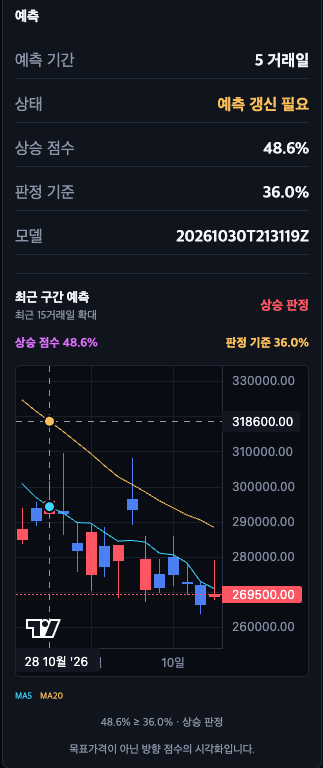 예측
예측 기간 5 거래일
상태 예측 갱신 필요
상승 점수 48.6%
판정 기준 36.0%
모델 20261030T213119Z
최근 구간 예측
최근 15거래일 확대
상승 판정
상승 점수 48.6% 판정 기준 36.0%
330000.00
318600.00
310000.00
300000.00
290000.00
280000.00
269500.00
260000.00
28 10월 '26 10일
MA5 MA20
48.6% ≥ 36.0% · 상승 판정
목표가격이 아닌 방향 점수의 시각화입니다.